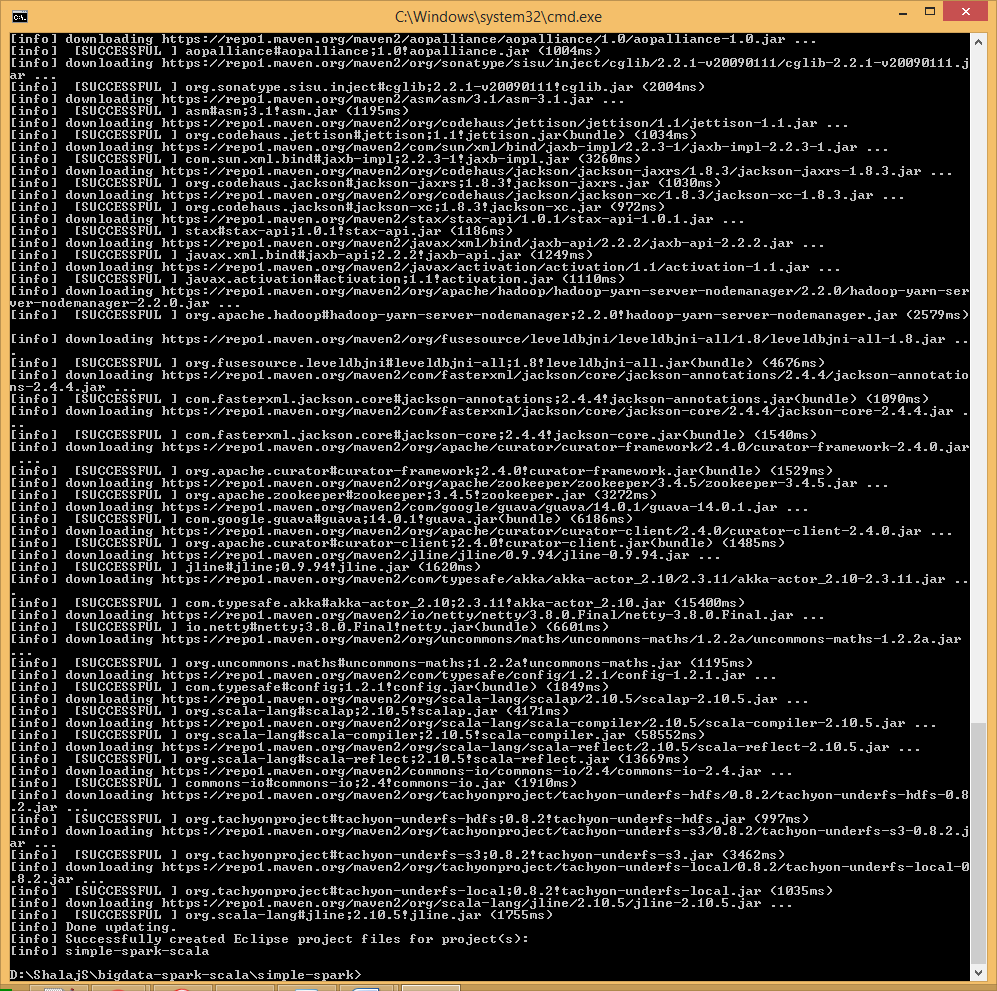 C:\Windows\system32\cmd.exe
[info] downloading https://repo1.maven.org/maven2/aopalliance/aopalliance/1.0/aopalliance-1.0.jar ...
[info]  [SUCCESSFUL ] aopalliance#aopalliance;1.0!aopalliance.jar (1004ms)
[info] downloading https://repo1.maven.org/maven2/org/sonatype/sisu/inject/cglib/2.2.1-v20090111/cglib-2.2.1-v20090111.j
ar ...
[info]  [SUCCESSFUL ] org.sonatype.sisu.inject#cglib;2.2.1-v20090111!cglib.jar (2004ms)
[info] downloading https://repo1.maven.org/maven2/asm/asm/3.1/asm-3.1.jar ...
[info]  [SUCCESSFUL ] asm#asm;3.1!asm.jar (1195ms)
[info] downloading https://repo1.maven.org/maven2/org/codehaus/jettison/jettison/1.1/jettison-1.1.jar ...
[info]  [SUCCESSFUL ] org.codehaus.jettison#jettison;1.1!jettison.jar(bundle) (1034ms)
[info] downloading https://repo1.maven.org/maven2/com/sun/xml/bind/jaxb-impl/2.2.3-1/jaxb-impl-2.2.3-1.jar ...
[info]  [SUCCESSFUL ] com.sun.xml.bind#jaxb-impl;2.2.3-1!jaxb-impl.jar (3260ms)
[info] downloading https://repo1.maven.org/maven2/org/codehaus/jackson/jackson-jaxrs/1.8.3/jackson-jaxrs-1.8.3.jar ...
[info]  [SUCCESSFUL ] org.codehaus.jackson#jackson-jaxrs;1.8.3!jackson-jaxrs.jar (1030ms)
[info] downloading https://repo1.maven.org/maven2/org/codehaus/jackson/jackson-xc/1.8.3/jackson-xc-1.8.3.jar ...
[info]  [SUCCESSFUL ] org.codehaus.jackson#jackson-xc;1.8.3!jackson-xc.jar (972ms)
[info] downloading https://repo1.maven.org/maven2/stax/stax-api/1.0.1/stax-api-1.0.1.jar ...
[info]  [SUCCESSFUL ] stax#stax-api;1.0.1!stax-api.jar (1186ms)
[info] downloading https://repo1.maven.org/maven2/javax/xml/bind/jaxb-api/2.2.2/jaxb-api-2.2.2.jar ...
[info]  [SUCCESSFUL ] javax.xml.bind#jaxb-api;2.2.2!jaxb-api.jar (1249ms)
[info] downloading https://repo1.maven.org/maven2/javax/activation/activation/1.1/activation-1.1.jar ...
[info]  [SUCCESSFUL ] javax.activation#activation;1.1!activation.jar (1110ms)
[info] downloading https://repo1.maven.org/maven2/org/apache/hadoop/hadoop-yarn-server-nodemanager/2.2.0/hadoop-yarn-ser
ver-nodemanager-2.2.0.jar ...
[info]  [SUCCESSFUL ] org.apache.hadoop#hadoop-yarn-server-nodemanager;2.2.0!hadoop-yarn-server-nodemanager.jar (2579ms)
[info] downloading https://repo1.maven.org/maven2/org/fusesource/leveldbjni/leveldbjni-all/1.8/leveldbjni-all-1.8.jar ..
.
[info]  [SUCCESSFUL ] org.fusesource.leveldbjni#leveldbjni-all;1.8!leveldbjni-all.jar(bundle) (4676ms)
[info] downloading https://repo1.maven.org/maven2/com/fasterxml/jackson/core/jackson-annotations/2.4.4/jackson-annotatio
ns-2.4.4.jar ...
[info]  [SUCCESSFUL ] com.fasterxml.jackson.core#jackson-annotations;2.4.4!jackson-annotations.jar(bundle) (1090ms)
[info] downloading https://repo1.maven.org/maven2/com/fasterxml/jackson/core/jackson-core/2.4.4/jackson-core-2.4.4.jar .
..
[info]  [SUCCESSFUL ] com.fasterxml.jackson.core#jackson-core;2.4.4!jackson-core.jar(bundle) (1540ms)
[info] downloading https://repo1.maven.org/maven2/org/apache/curator/curator-framework/2.4.0/curator-framework-2.4.0.jar
 ...
[info]  [SUCCESSFUL ] org.apache.curator#curator-framework;2.4.0!curator-framework.jar(bundle) (1529ms)
[info] downloading https://repo1.maven.org/maven2/org/apache/zookeeper/zookeeper/3.4.5/zookeeper-3.4.5.jar ...
[info]  [SUCCESSFUL ] org.apache.zookeeper#zookeeper;3.4.5!zookeeper.jar (3272ms)
[info] downloading https://repo1.maven.org/maven2/com/google/guava/guava/14.0.1/guava-14.0.1.jar ...
[info]  [SUCCESSFUL ] com.google.guava#guava;14.0.1!guava.jar(bundle) (6186ms)
[info] downloading https://repo1.maven.org/maven2/org/apache/curator/curator-client/2.4.0/curator-client-2.4.0.jar ...
[info]  [SUCCESSFUL ] org.apache.curator#curator-client;2.4.0!curator-client.jar(bundle) (1485ms)
[info] downloading https://repo1.maven.org/maven2/jline/jline/0.9.94/jline-0.9.94.jar ...
[info]  [SUCCESSFUL ] jline#jline;0.9.94!jline.jar (1620ms)
[info] downloading https://repo1.maven.org/maven2/com/typesafe/akka/akka-actor_2.10/2.3.11/akka-actor_2.10-2.3.11.jar ..
.
[info]  [SUCCESSFUL ] com.typesafe.akka#akka-actor_2.10;2.3.11!akka-actor_2.10.jar (15400ms)
[info] downloading https://repo1.maven.org/maven2/io/netty/netty/3.8.0.Final/netty-3.8.0.Final.jar ...
[info]  [SUCCESSFUL ] io.netty#netty;3.8.0.Final!netty.jar(bundle) (6601ms)
[info] downloading https://repo1.maven.org/maven2/org/uncommons/maths/uncommons-maths/1.2.2a/uncommons-maths-1.2.2a.jar
...
[info]  [SUCCESSFUL ] org.uncommons.maths#uncommons-maths;1.2.2a!uncommons-maths.jar (1195ms)
[info] downloading https://repo1.maven.org/maven2/com/typesafe/config/1.2.1/config-1.2.1.jar ...
[info]  [SUCCESSFUL ] com.typesafe#config;1.2.1!config.jar(bundle) (1849ms)
[info] downloading https://repo1.maven.org/maven2/org/scala-lang/scalap/2.10.5/scalap-2.10.5.jar ...
[info]  [SUCCESSFUL ] org.scala-lang#scalap;2.10.5!scalap.jar (4171ms)
[info] downloading https://repo1.maven.org/maven2/org/scala-lang/scala-compiler/2.10.5/scala-compiler-2.10.5.jar ...
[info]  [SUCCESSFUL ] org.scala-lang#scala-compiler;2.10.5!scala-compiler.jar (58552ms)
[info] downloading https://repo1.maven.org/maven2/org/scala-lang/scala-reflect/2.10.5/scala-reflect-2.10.5.jar ...
[info]  [SUCCESSFUL ] org.scala-lang#scala-reflect;2.10.5!scala-reflect.jar (13669ms)
[info] downloading https://repo1.maven.org/maven2/commons-io/commons-io/2.4/commons-io-2.4.jar ...
[info]  [SUCCESSFUL ] commons-io#commons-io;2.4!commons-io.jar (1910ms)
[info] downloading https://repo1.maven.org/maven2/org/tachyonproject/tachyon-underfs-hdfs/0.8.2/tachyon-underfs-hdfs-0.8
.2.jar ...
[info]  [SUCCESSFUL ] org.tachyonproject#tachyon-underfs-hdfs;0.8.2!tachyon-underfs-hdfs.jar (997ms)
[info] downloading https://repo1.maven.org/maven2/org/tachyonproject/tachyon-underfs-s3/0.8.2/tachyon-underfs-s3-0.8.2.j
ar ...
[info]  [SUCCESSFUL ] org.tachyonproject#tachyon-underfs-s3;0.8.2!tachyon-underfs-s3.jar (3462ms)
[info] downloading https://repo1.maven.org/maven2/org/tachyonproject/tachyon-underfs-local/0.8.2/tachyon-underfs-local-0
.8.2.jar ...
[info]  [SUCCESSFUL ] org.tachyonproject#tachyon-underfs-local;0.8.2!tachyon-underfs-local.jar (1035ms)
[info] downloading https://repo1.maven.org/maven2/org/scala-lang/jline/2.10.5/jline-2.10.5.jar ...
[info]  [SUCCESSFUL ] org.scala-lang#jline;2.10.5!jline.jar (1755ms)
[info] Done updating.
[info] Successfully created Eclipse project files for project(s):
[info] simple-spark-scala
D:\ShalajS\bigdata-spark-scala\simple-spark>